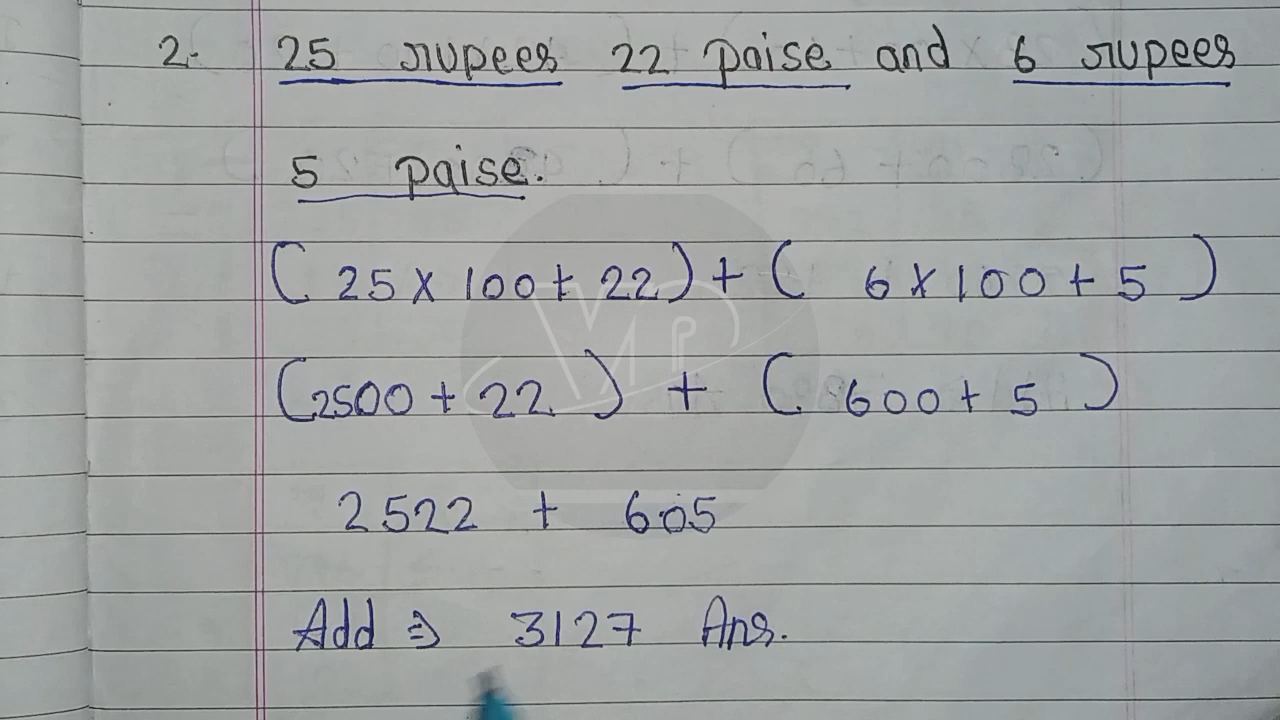 2. 25 rupees 22 paise and 6 rupees
5 paise.
( 25 x 100 + 22 ) + ( 6 x 100 + 5 )
( 2500 + 22 ) + ( 600 + 5 )
2522 + 605
Add ⇒ 3127 Ans.